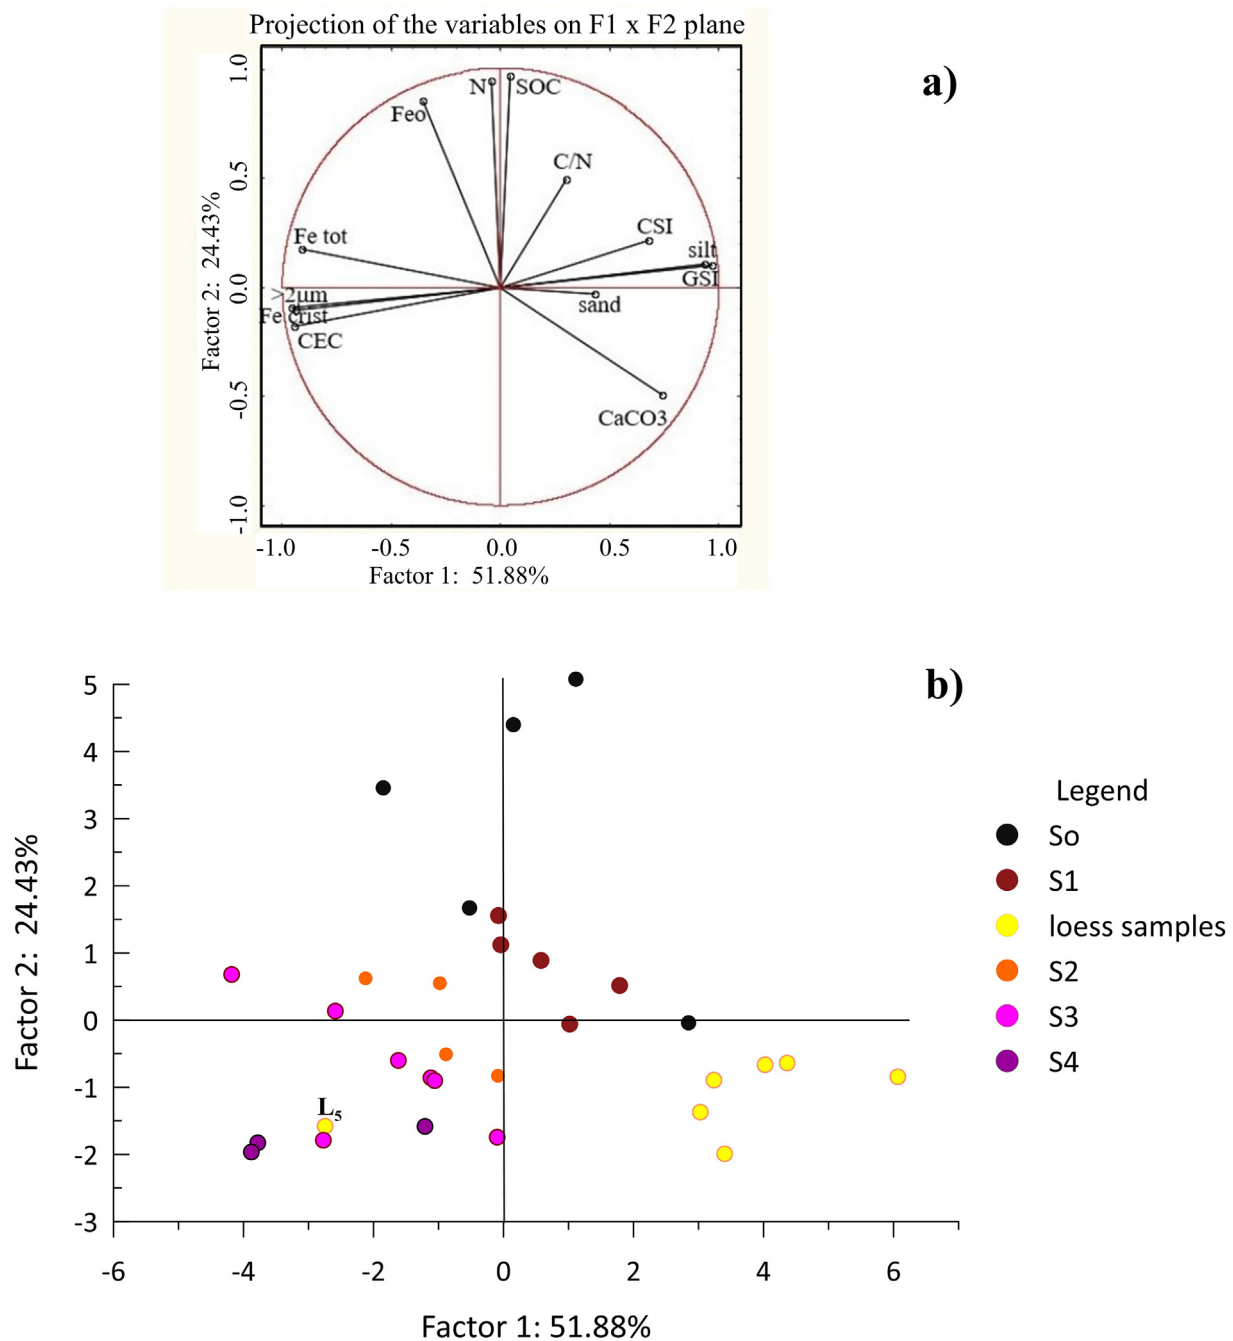 Projection of the variables on F1 x F2 plane
a)
1.0
0.5
0.0
-0.5
-1.0
Factor 2: 24.43%
N
SOC
Feo
C/N
CSI
Fe tot
silt
GSI
>2μm
sand
Fe crist
CEC
CaCO3
-1.0 -0.5 0.0 0.5 1.0
Factor 1: 51.88%
b)
5
4
3
2
1
0
-1
-2
-3
Factor 2: 24.43%
L5
-6 -4 -2 0 2 4 6
Factor 1: 51.88%
Legend
So
S1
loess samples
S2
S3
S4